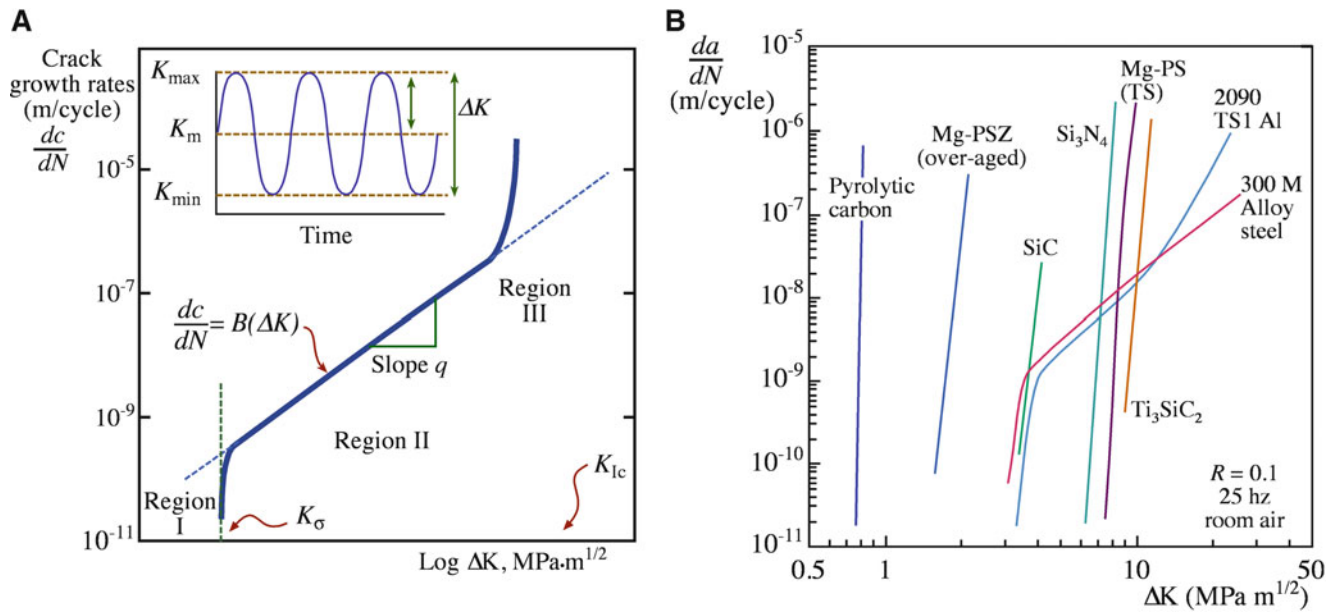 A
Crack
growth rates
(m/cycle)
dc
dN
10-5
10-7
10-9
10-11
Kmax
Km
Kmin
ΔK
Time
dc
dN = B(ΔK)
Slope q
Region
III
Region II
Region
I
Kσ
KIc
Log ΔK, MPa·m1/2
B
da
dN
(m/cycle)
10-5
10-6
10-7
10-8
10-9
10-10
10-11
Pyrolytic
carbon
Mg-PSZ
(over-aged)
SiC
Si3N4
Mg-PS
(TS)
2090
TS1 Al
300 M
Alloy
steel
Ti3SiC2
R = 0.1
25 hz
room air
0.5 1 10 50
ΔK (MPa m1/2)